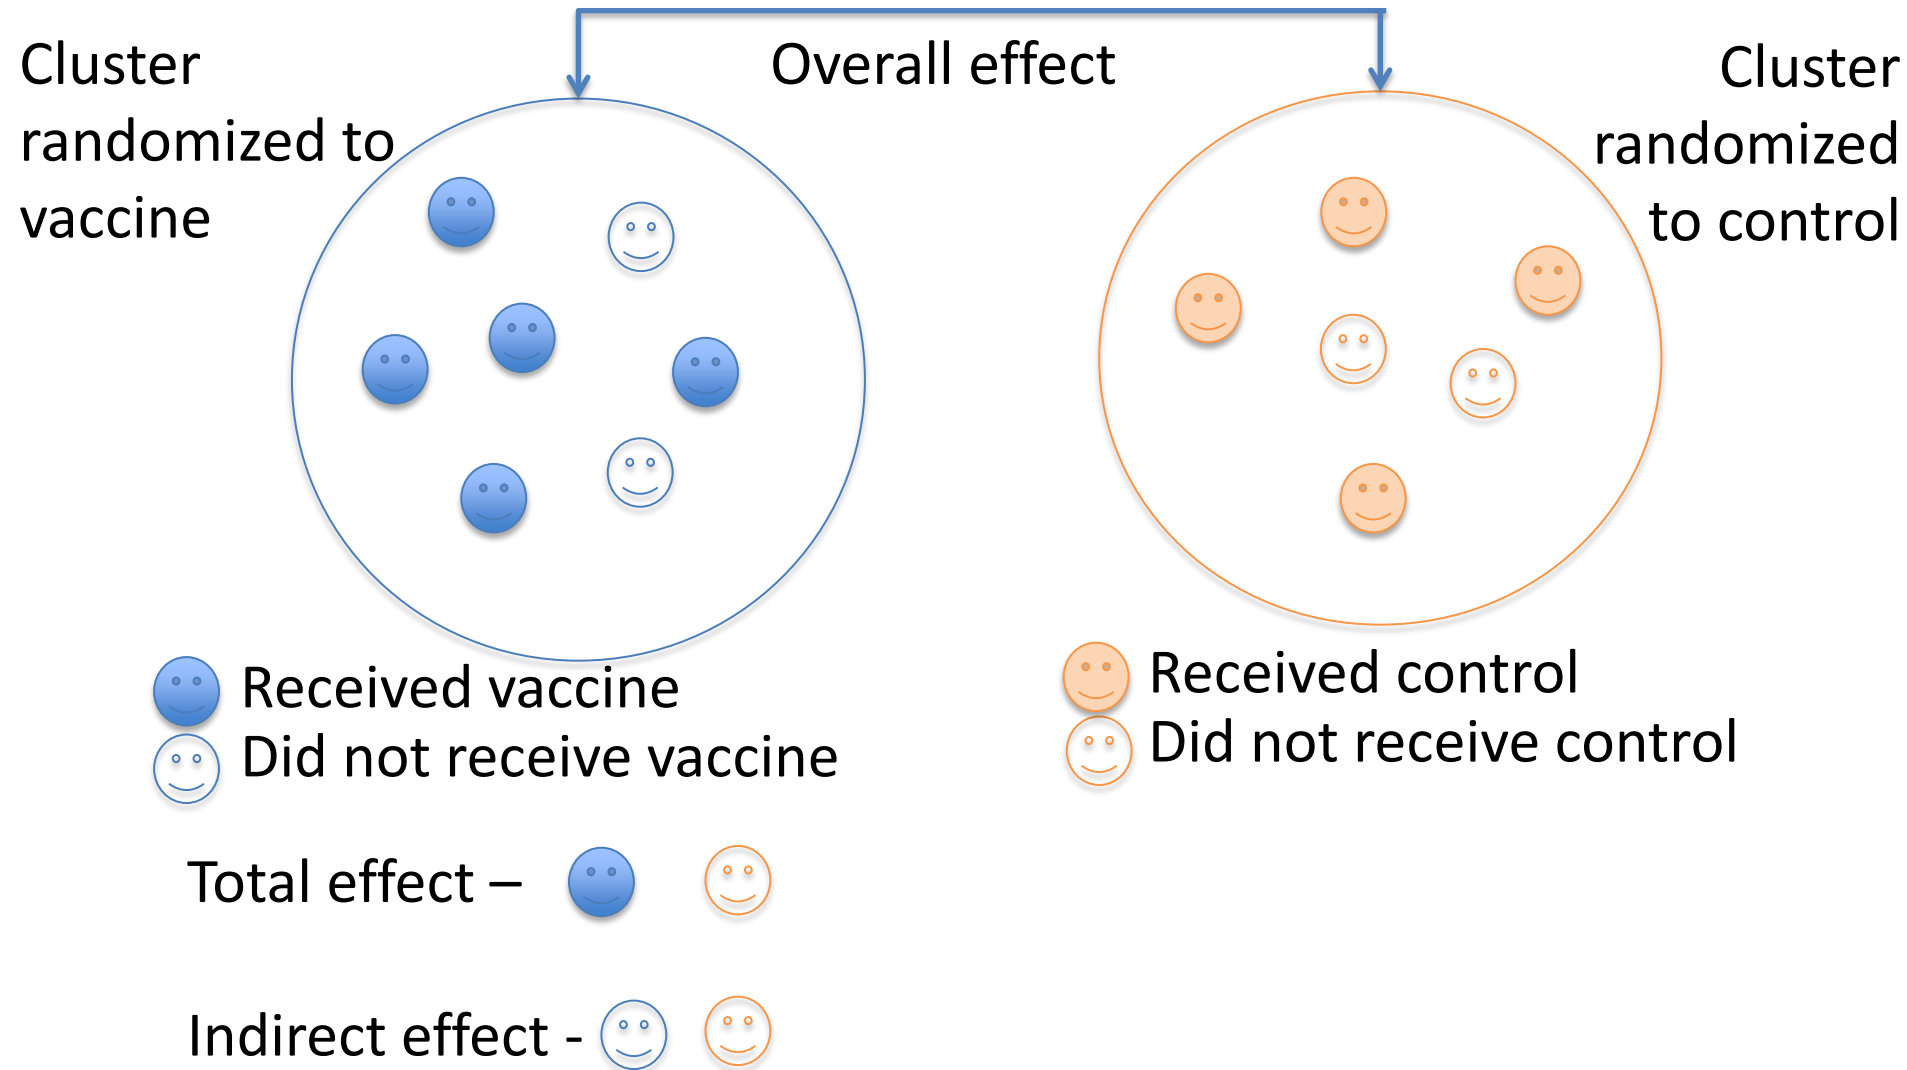 Cluster
randomized to
vaccine
Overall effect
Cluster
randomized
to control
Received vaccine
Did not receive vaccine
Received control
Did not receive control
Total effect –
Indirect effect -